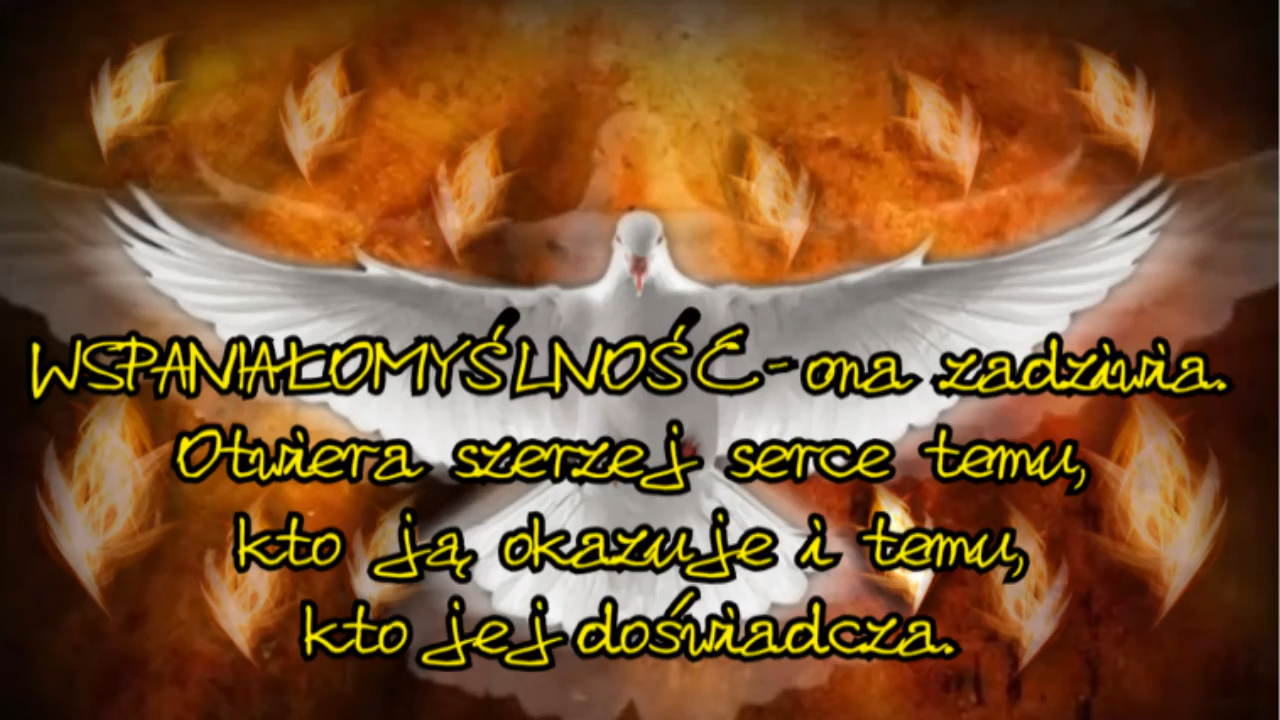 WSPANIAŁOMYŚLNOŚĆ - ona zadziwia.
Otwiera szerzej serce temu,
kto ją okazuje i temu,
kto jej doświadcza.